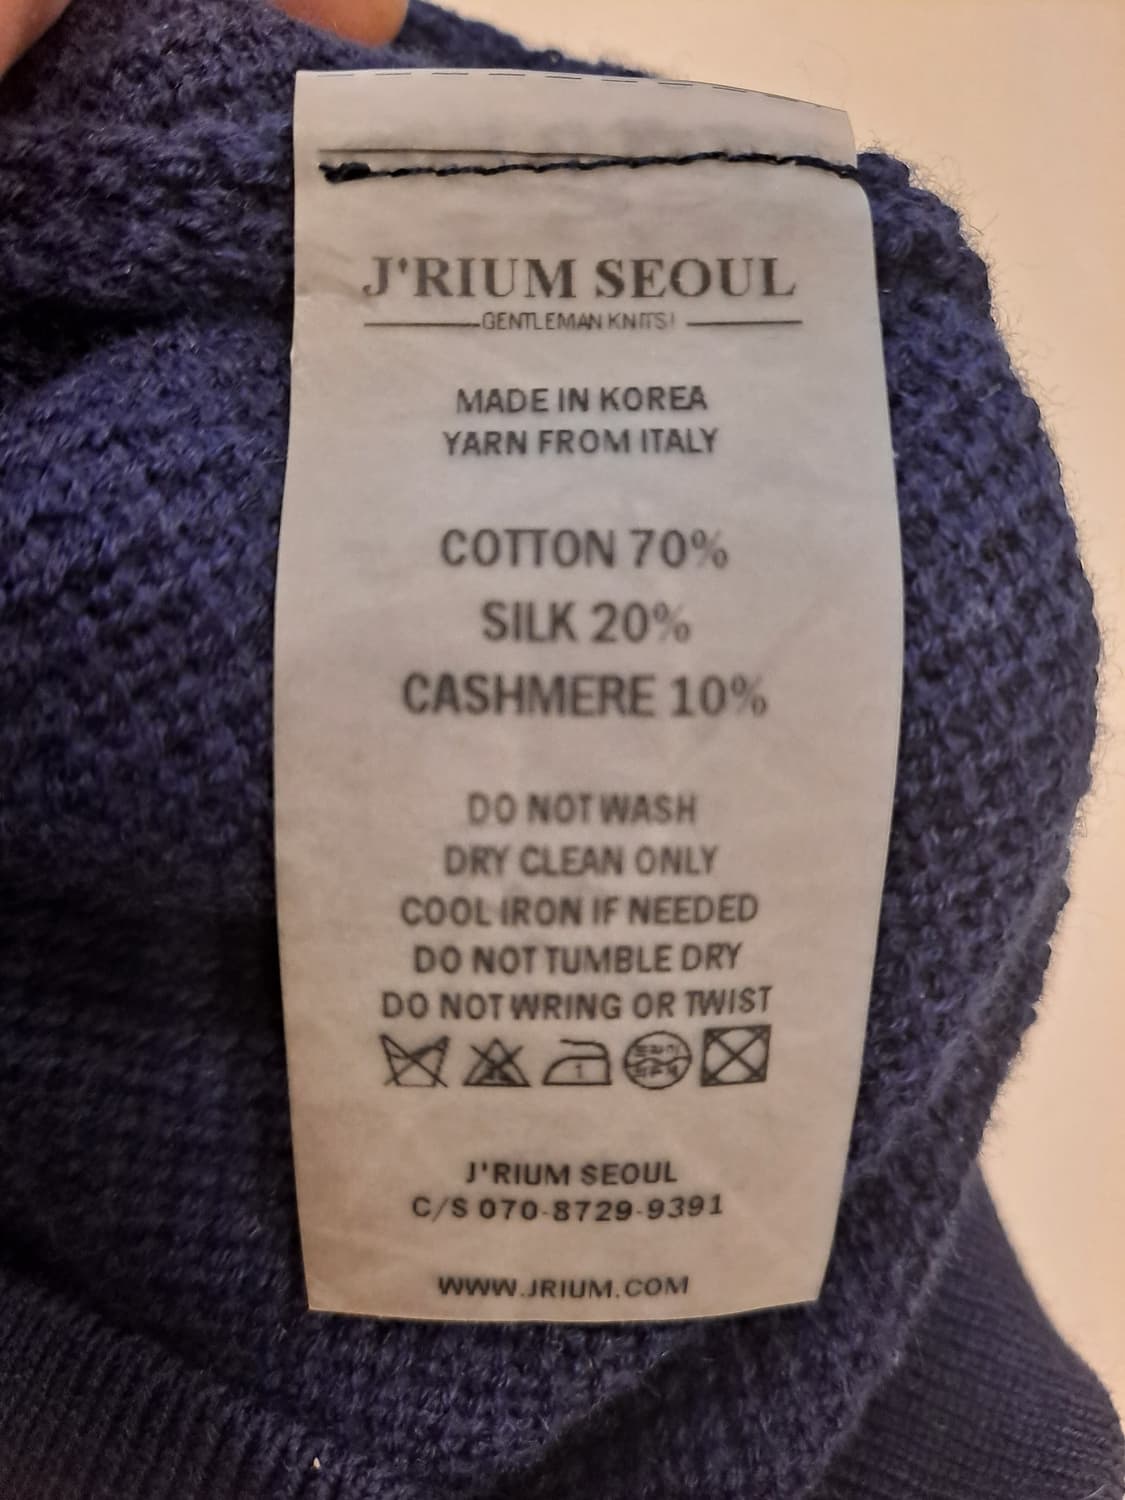 J'RIUM SEOUL
GENTLEMAN KNITS!
MADE IN KOREA
YARN FROM ITALY
COTTON 70%
SILK 20%
CASHMERE 10%
DO NOT WASH
DRY CLEAN ONLY
COOL IRON IF NEEDED
DO NOT TUMBLE DRY
DO NOT WRING OR TWIST
1
J'RIUM SEOUL
C/S 070-8729-9391
WWW.JRIUM.COM